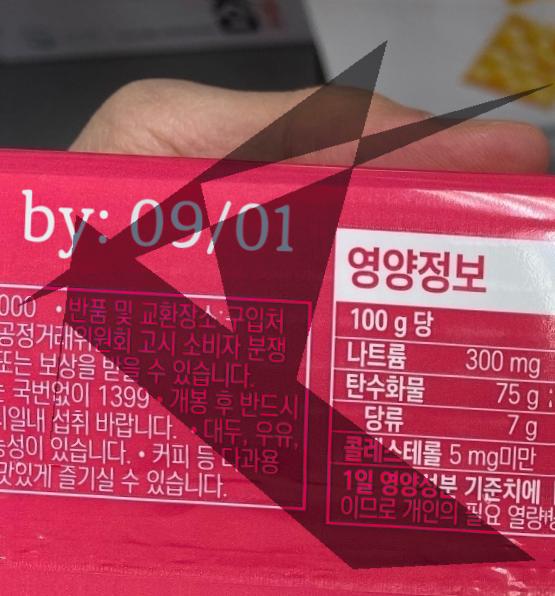 by: 09/01
000 • 반품 및 교환장소:구입처
공정거래위원회 고시 소비자 분쟁
또는 보상을 받을 수 있습니다.
국번없이 1399 • 개봉 후 반드시
시일내 섭취 바랍니다. • 대두, 우유,
능성이 있습니다. • 커피 등 다과용
맛있게 즐기실 수 있습니다.
영양정보
100 g 당
나트륨 300 mg
탄수화물 75 g
당류 7 g
콜레스테롤 5 mg미만
1일 영양성분 기준치에
이므로 개인의 필요 열량